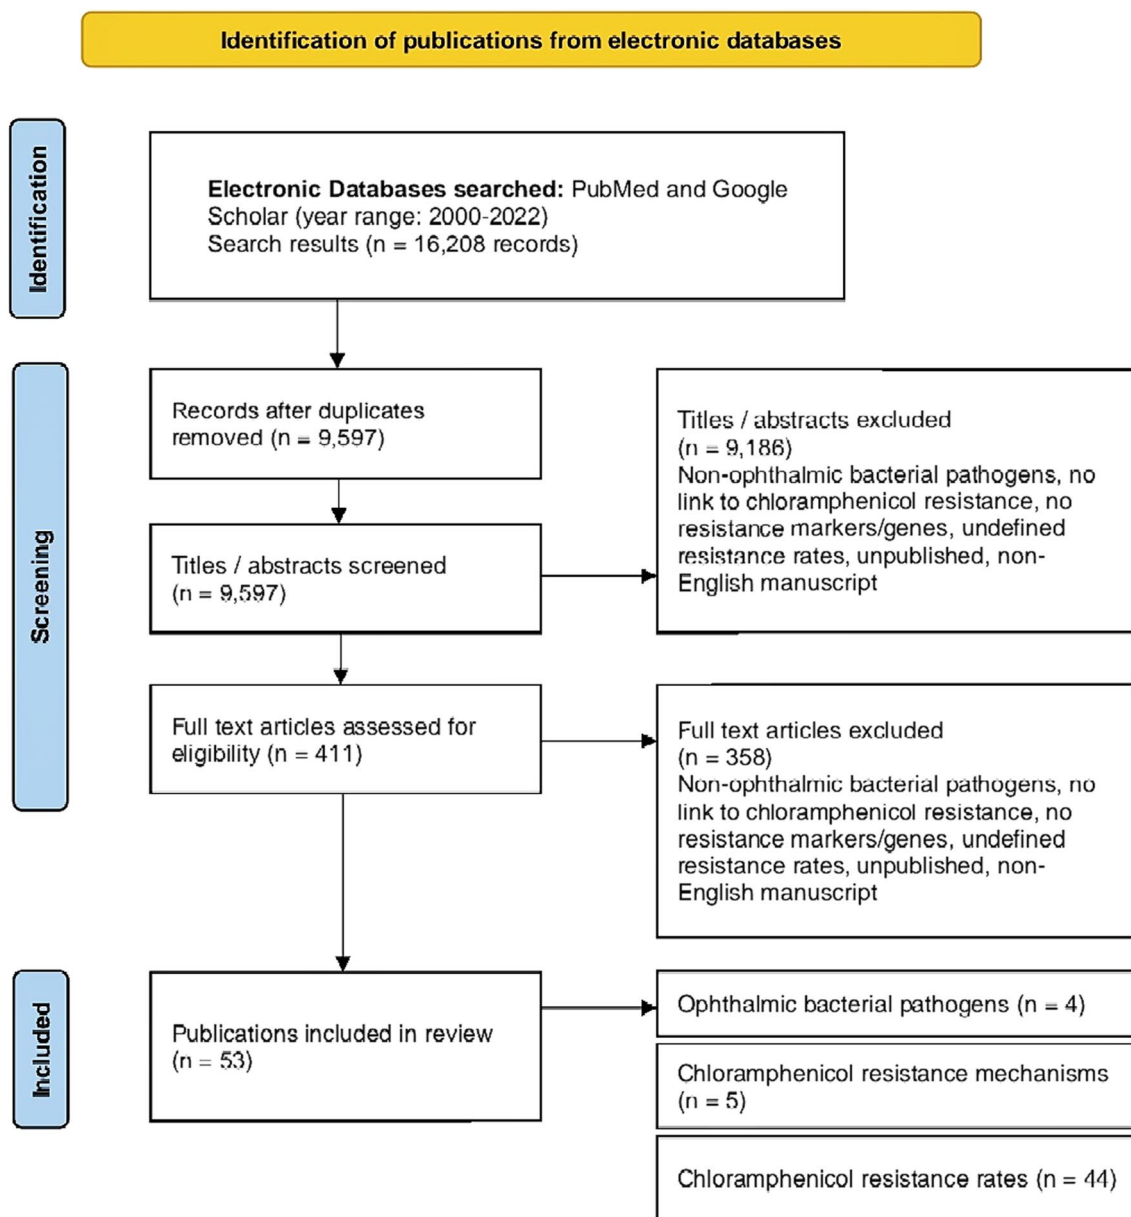 Identification of publications from electronic databases
Identification
Electronic Databases searched: PubMed and Google
Scholar (year range: 2000-2022)
Search results (n = 16,208 records)
Screening
Records after duplicates
removed (n = 9,597)
Titles / abstracts screened
(n = 9,597)
Titles / abstracts excluded
(n = 9,186)
Non-ophthalmic bacterial pathogens, no
link to chloramphenicol resistance, no
resistance markers/genes, undefined
resistance rates, unpublished, non-
English manuscript
Full text articles assessed for
eligibility (n = 411)
Full text articles excluded
(n = 358)
Non-ophthalmic bacterial pathogens, no
link to chloramphenicol resistance, no
resistance markers/genes, undefined
resistance rates, unpublished, non-
English manuscript
Included
Publications included in review
(n = 53)
Ophthalmic bacterial pathogens (n = 4)
Chloramphenicol resistance mechanisms
(n = 5)
Chloramphenicol resistance rates (n = 44)